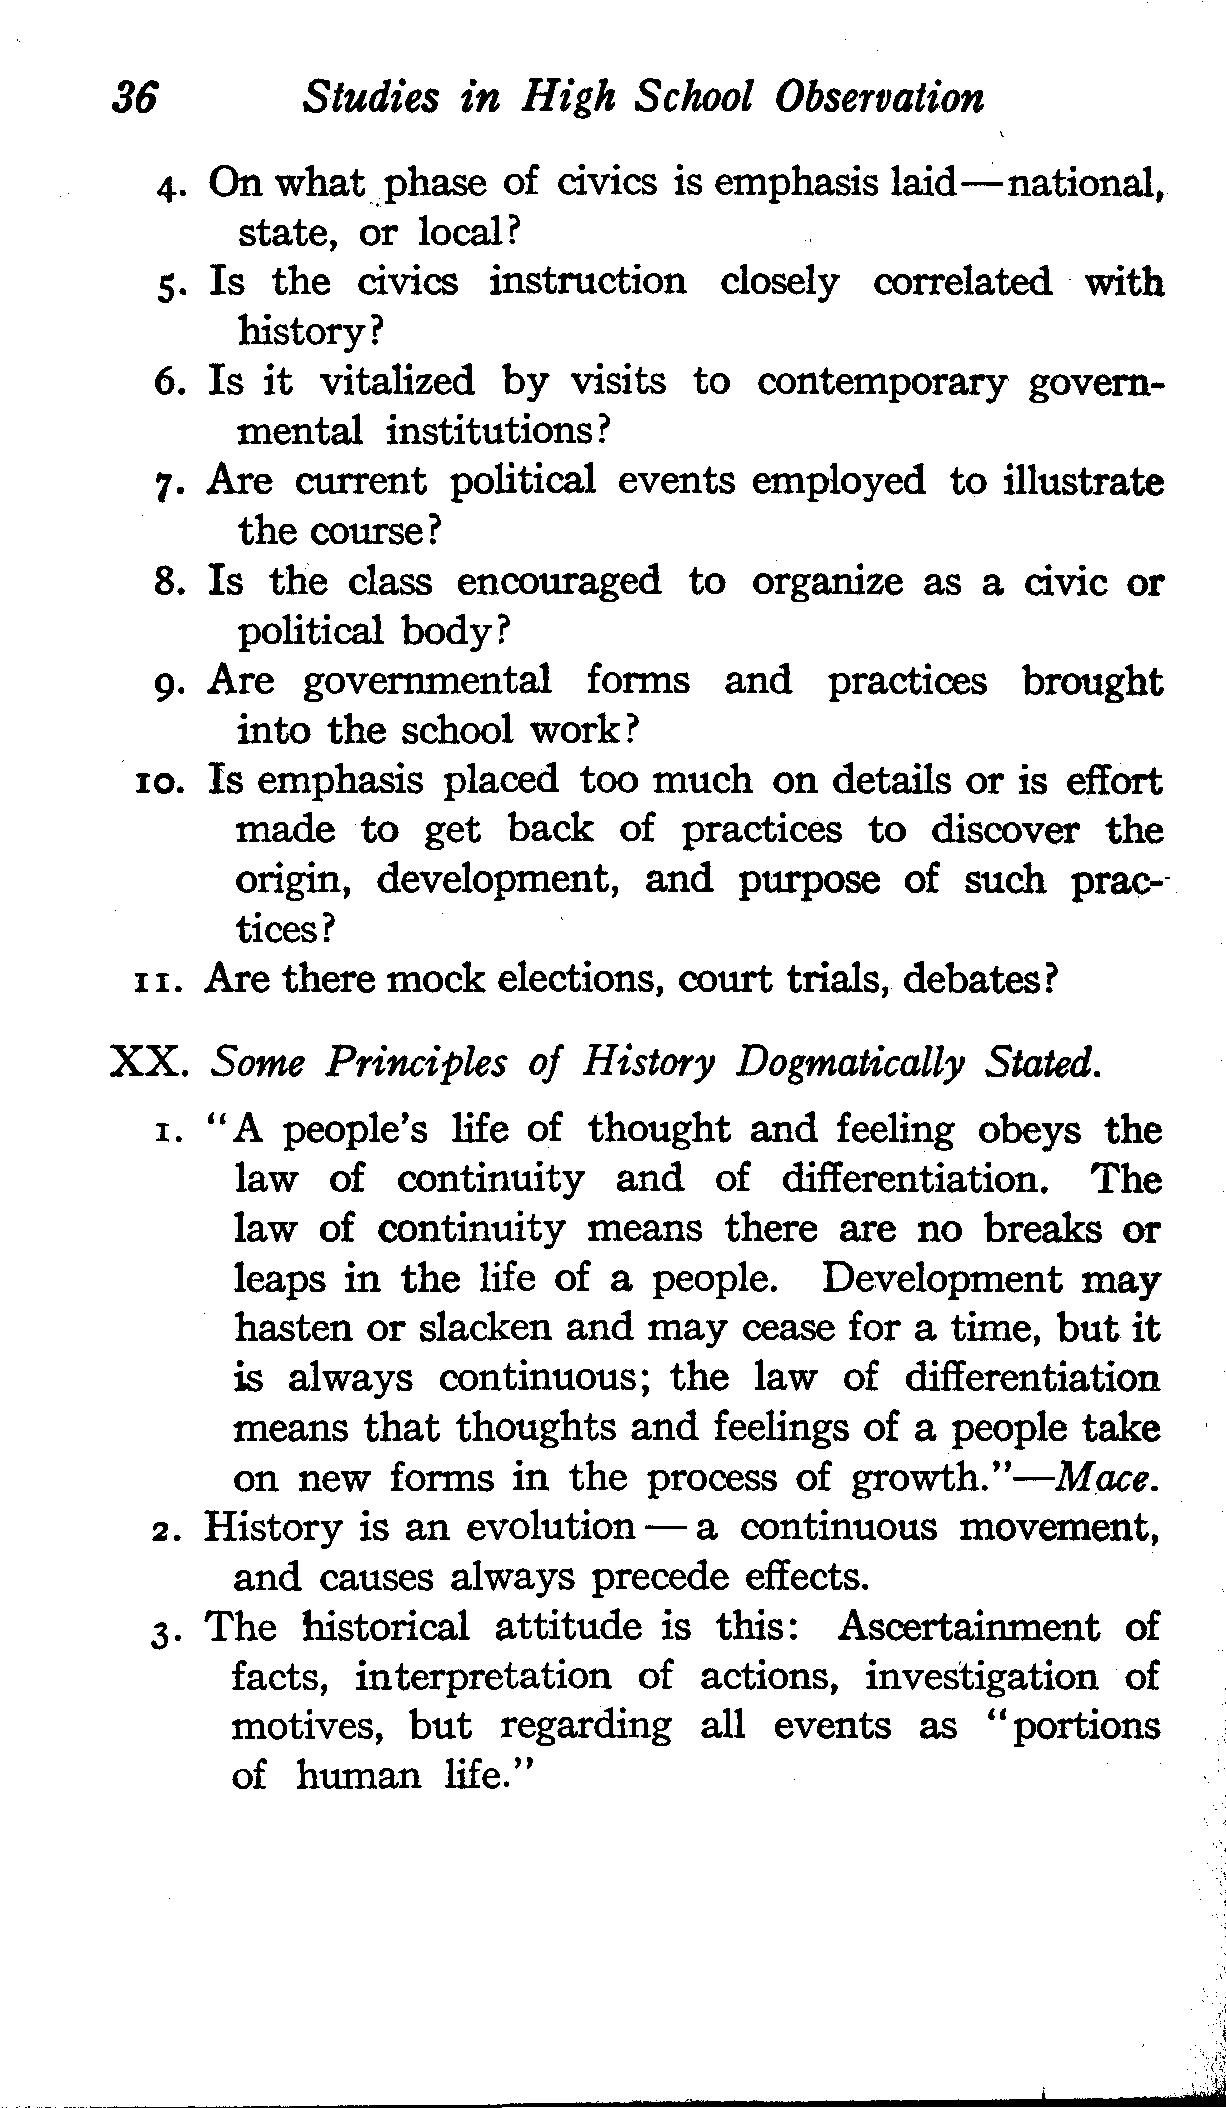 36 Studies in High School Observation
4. On what phase of civics is emphasis laid—national,
state, or local?
5. Is the civics instruction closely correlated with
history?
6. Is it vitalized by visits to contemporary govern-
mental institutions?
7. Are current political events employed to illustrate
the course?
8. Is the class encouraged to organize as a civic or
political body?
9. Are governmental forms and practices brought
into the school work?
10. Is emphasis placed too much on details or is effort
made to get back of practices to discover the
origin, development, and purpose of such prac-
tices?
11. Are there mock elections, court trials, debates?
XX. Some Principles of History Dogmatically Stated.
1. "A people's life of thought and feeling obeys the
law of continuity and of differentiation. The
law of continuity means there are no breaks or
leaps in the life of a people. Development may
hasten or slacken and may cease for a time, but it
is always continuous; the law of differentiation
means that thoughts and feelings of a people take
on new forms in the process of growth."—Mace.
2. History is an evolution — a continuous movement,
and causes always precede effects.
3. The historical attitude is this: Ascertainment of
facts, interpretation of actions, investigation of
motives, but regarding all events as "portions
of human life."